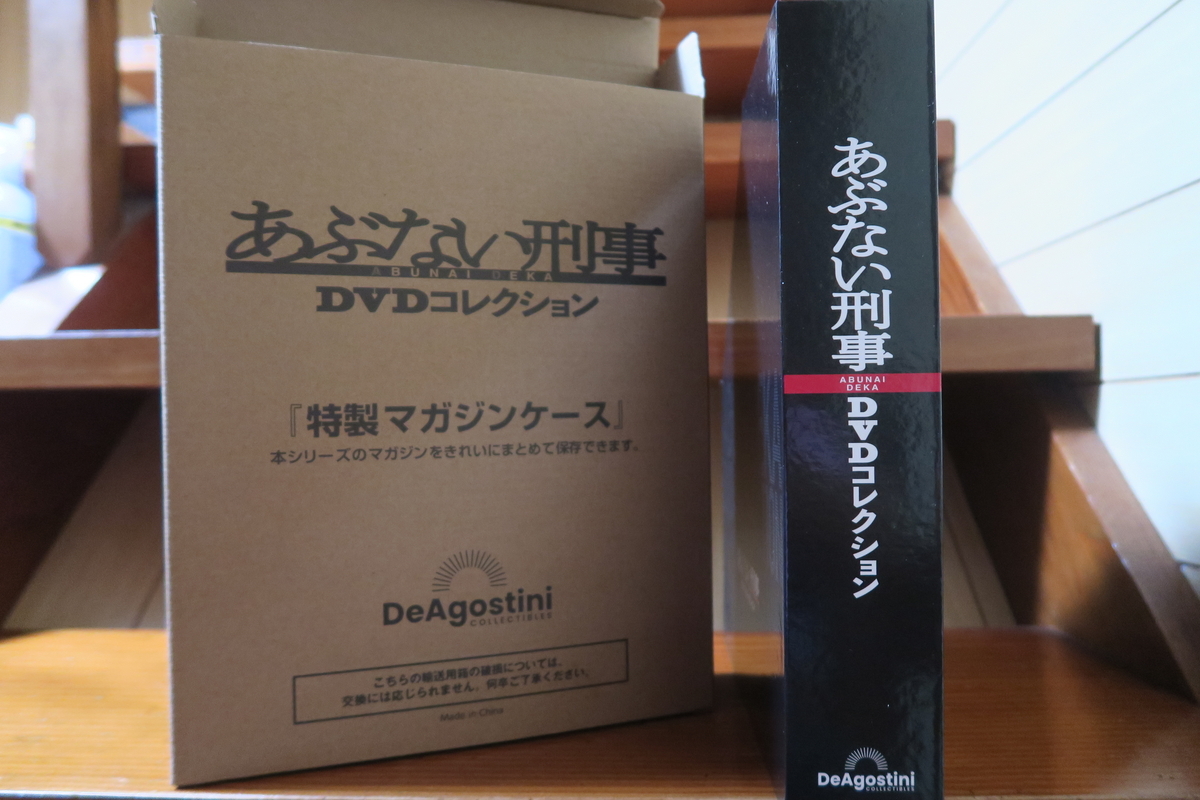 あぶない刑事
ABUNAI DEKA
DVDコレクション
『特製マガジンケース』
本シリーズのマガジンをきれいにまとめて保存できます。
DeAgostini
COLLECTIBLES
こちらの輸送用箱の破損については、
交換には応じられません。何卒ご了承ください。
Made in China
あぶない刑事
ABUNAI
DEKA
DVDコレクション
DeAgostini
COLLECTIBLES